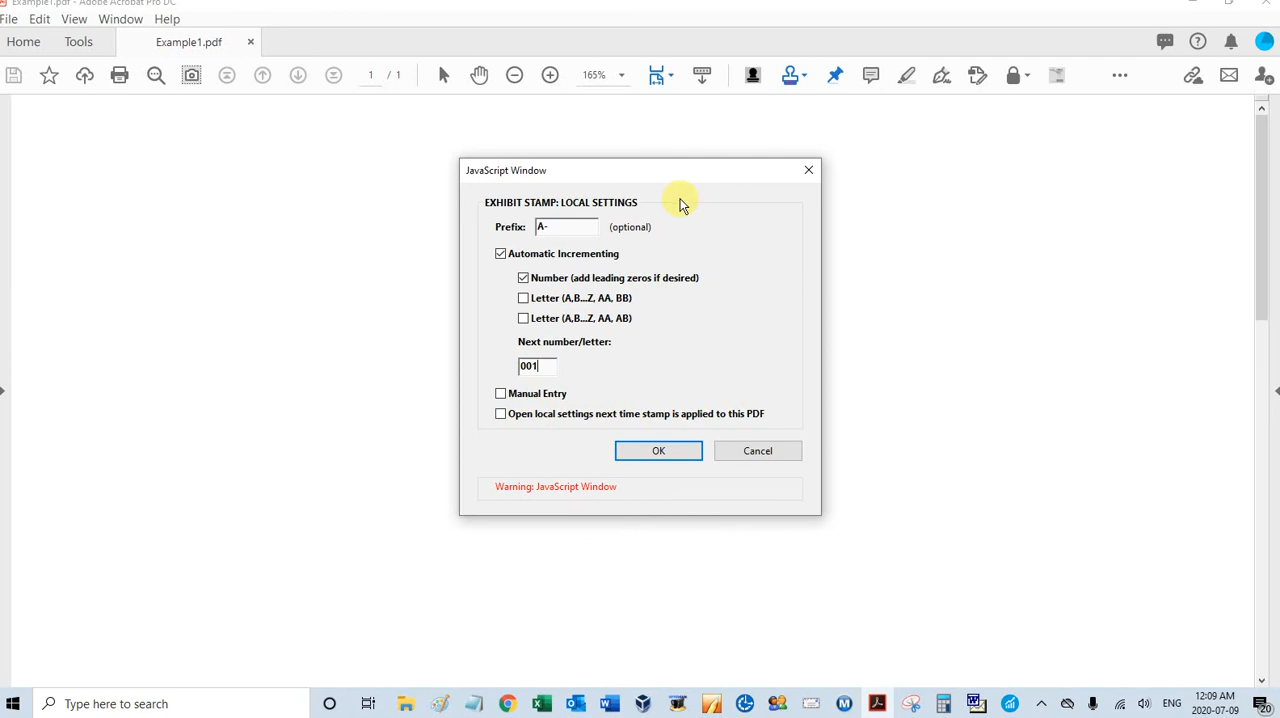 Example1.pdf - Adobe Acrobat Pro DC
File Edit View Window Help
Home Tools Example1.pdf
1 / 1 165%
JavaScript Window
EXHIBIT STAMP: LOCAL SETTINGS
Prefix: A- (optional)
Automatic Incrementing
Number (add leading zeros if desired)
Letter (A,B...Z, AA, BB)
Letter (A,B...Z, AA, AB)
Next number/letter:
001
Manual Entry
Open local settings next time stamp is applied to this PDF
OK Cancel
Warning: JavaScript Window
Type here to search
ENG
12:09 AM
2020-07-09
20